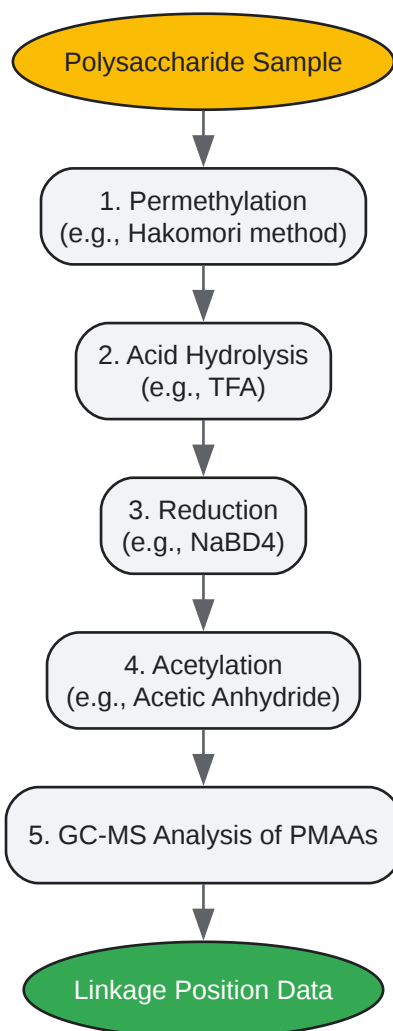 Polysaccharide Sample
1. Permethylation
(e.g., Hakomori method)
2. Acid Hydrolysis
(e.g., TFA)
3. Reduction
(e.g., NaBD4)
4. Acetylation
(e.g., Acetic Anhydride)
5. GC-MS Analysis of PMAAs
Linkage Position Data